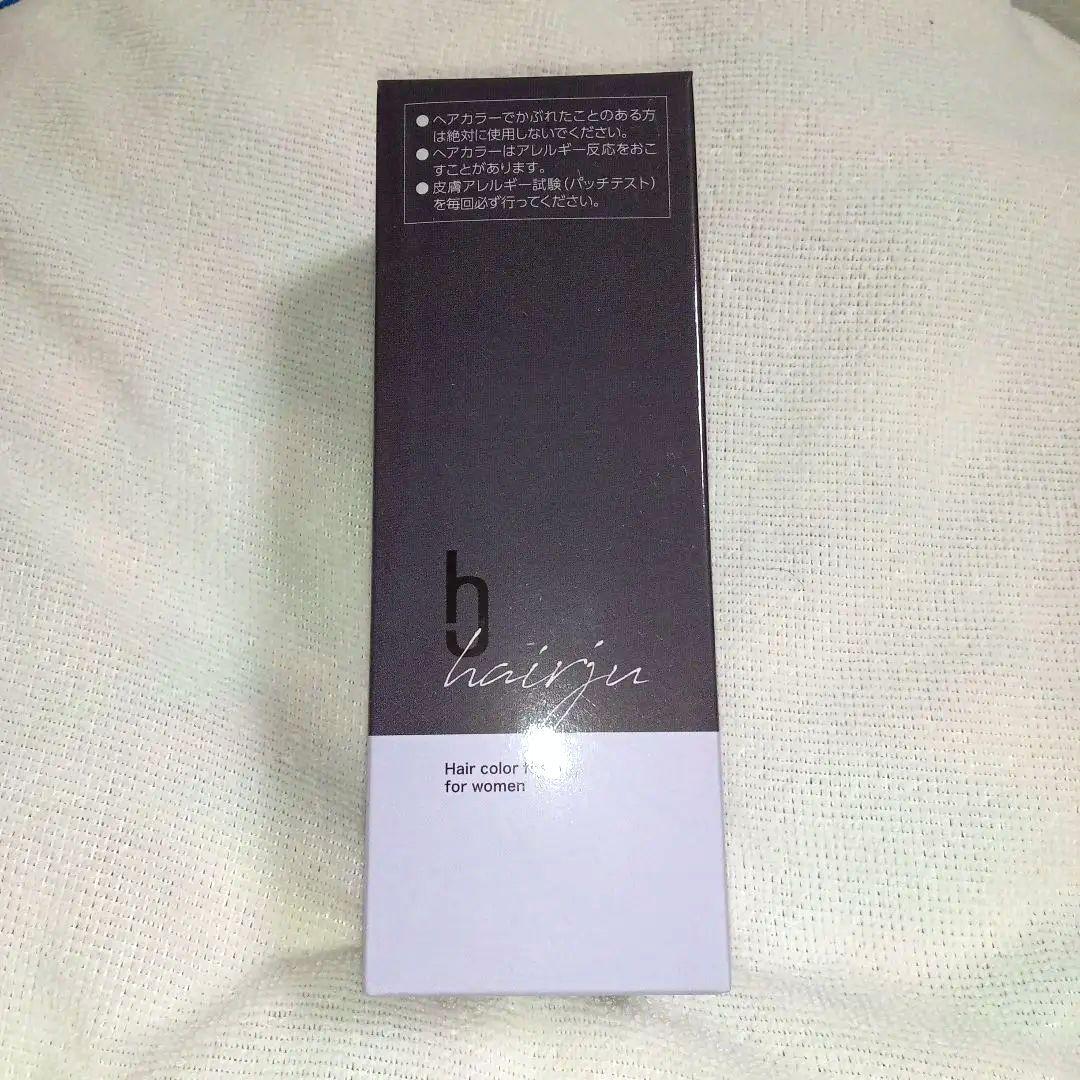 ●ヘアカラーでかぶれたことのある方
は絶対に使用しないでください。
●ヘアカラーはアレルギー反応をおこ
すことがあります。
●皮膚アレルギー試験(パッチテスト)
を毎回必ず行ってください。
hairju
Hair color
for women